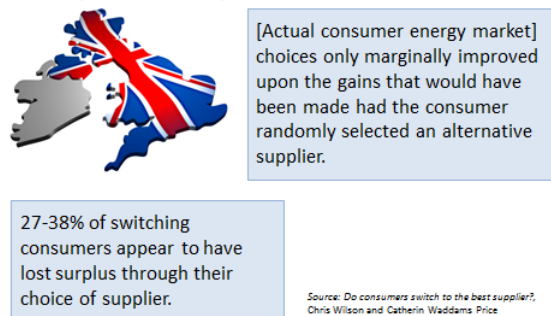 [Actual consumer energy market]
choices only marginally improved
upon the gains that would have
been made had the consumer
randomly selected an alternative
supplier.
27-38% of switching
consumers appear to have
lost surplus through their
choice of supplier.
Source: Do consumers switch to the best supplier?,
Chris Wilson and Catherin Waddams Price